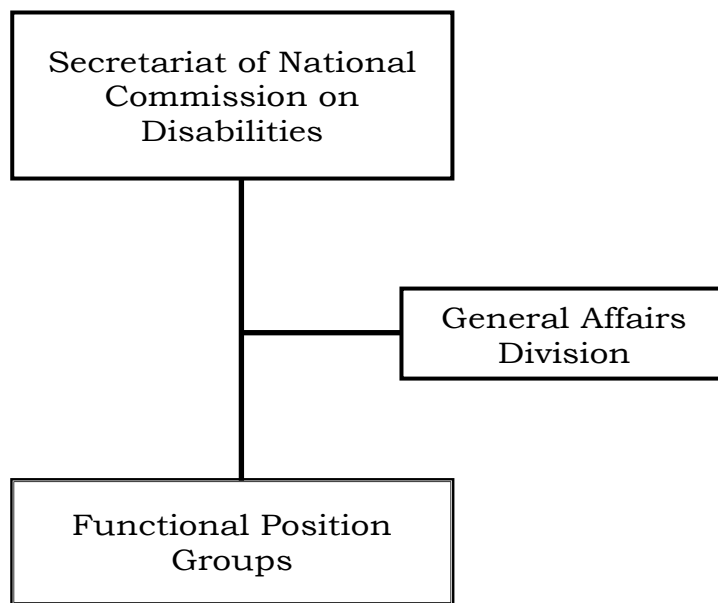 Secretariat of National
Commission on
Disabilities
General Affairs
Division
Functional Position
Groups